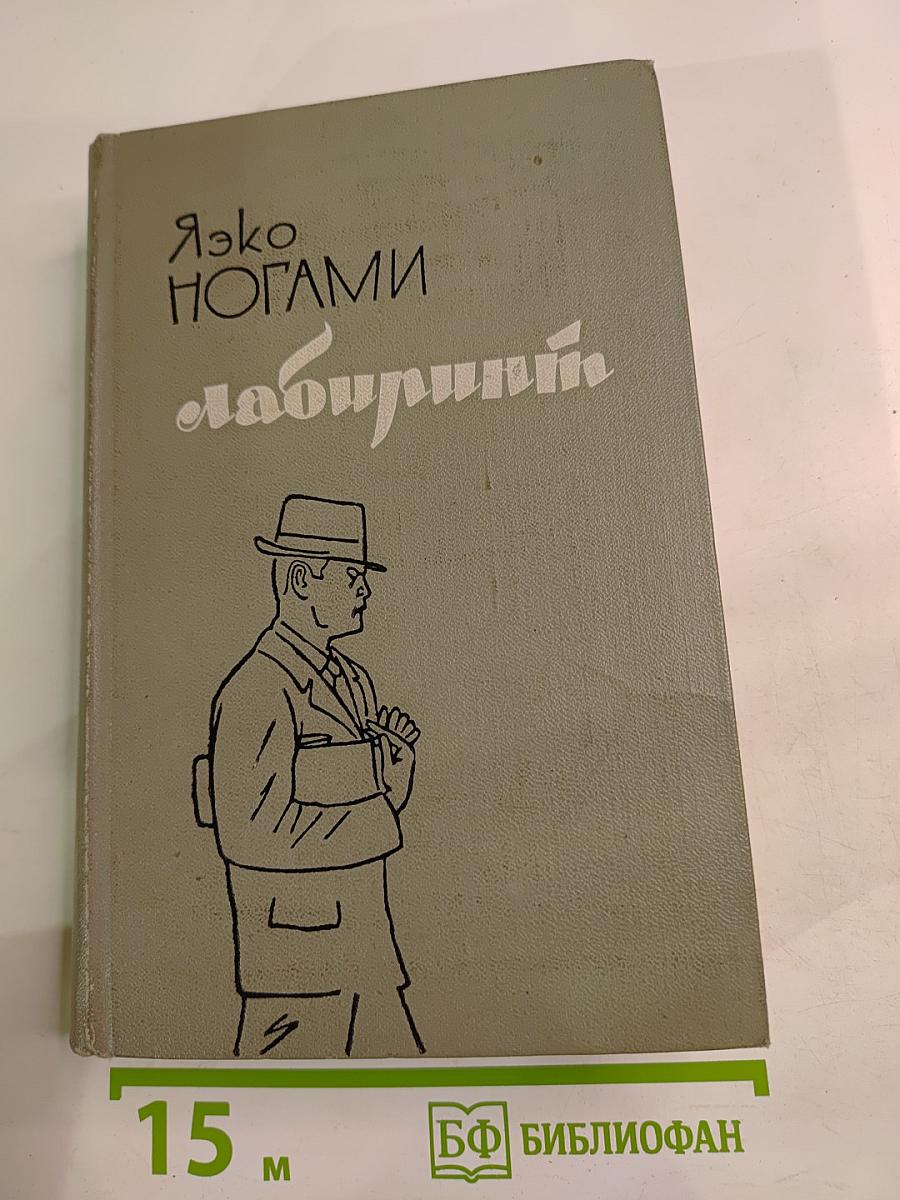 Яэко
НОГАМИ
лабиринт
15 м
БФ БИБЛИОФАН